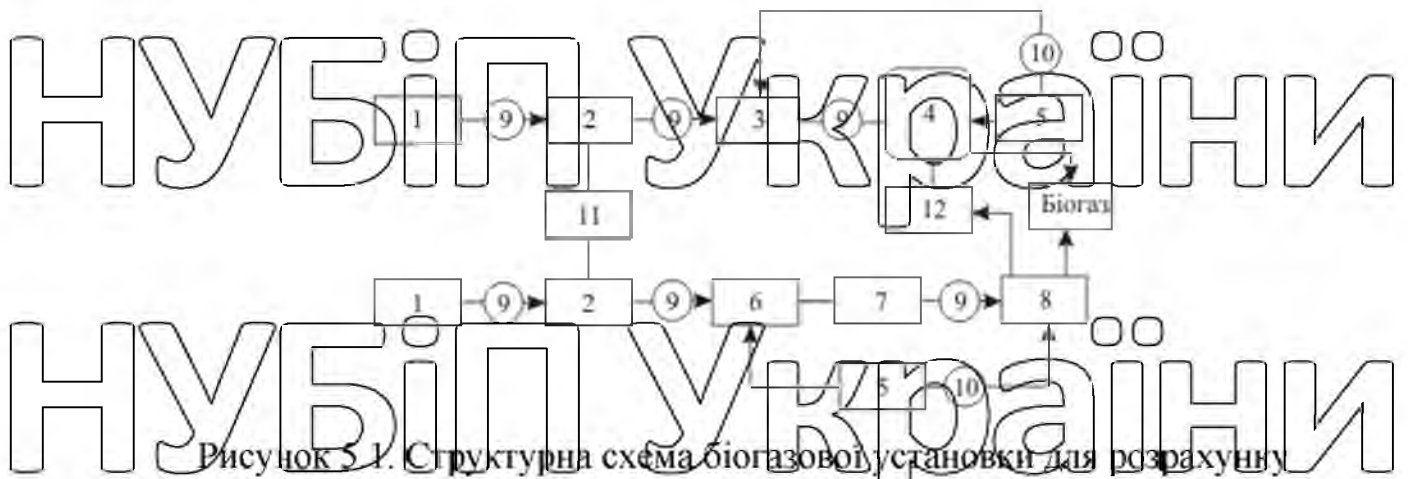 НУБіП України
10
1 9 2 9 3 9 4 5
11 12 Біогаз
1 9 2 9 6 7 9 8
НУБіП України
5 10
Рисунок 5.1. Структурна схема біогазової установки для розрахунку